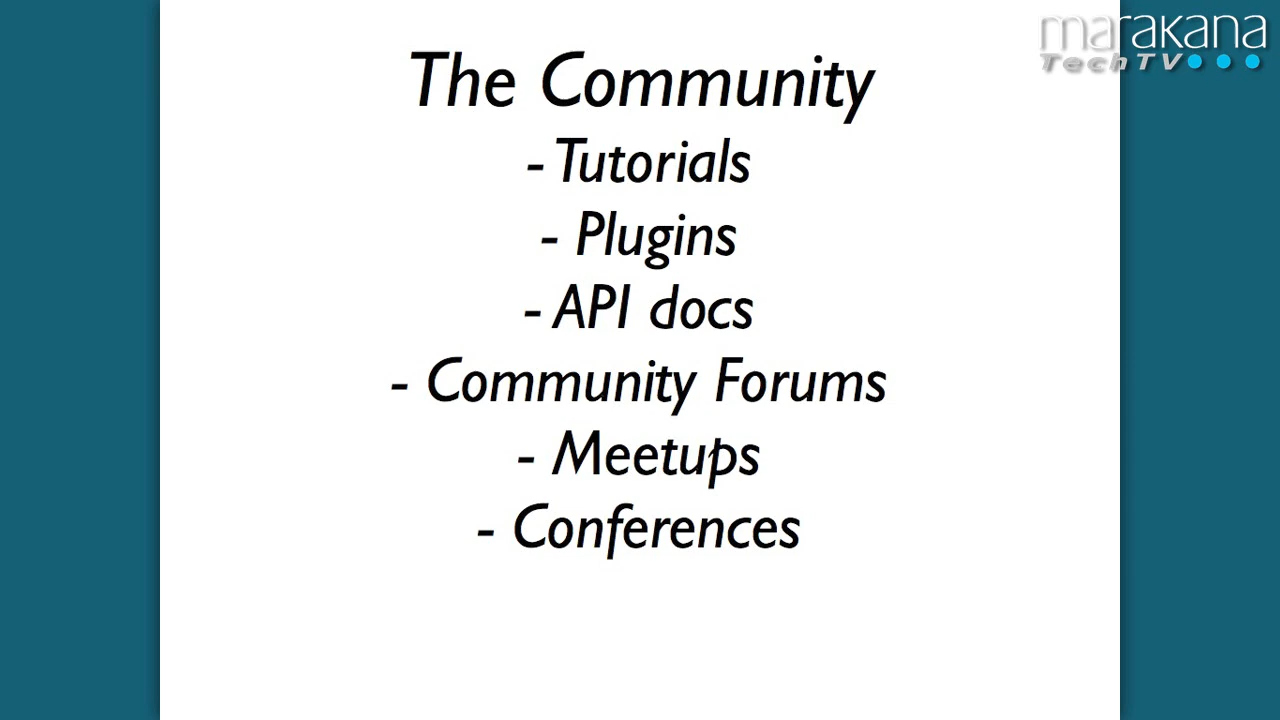 marakana
TechTV
The Community
- Tutorials
- Plugins
- API docs
- Community Forums
- Meetups
- Conferences